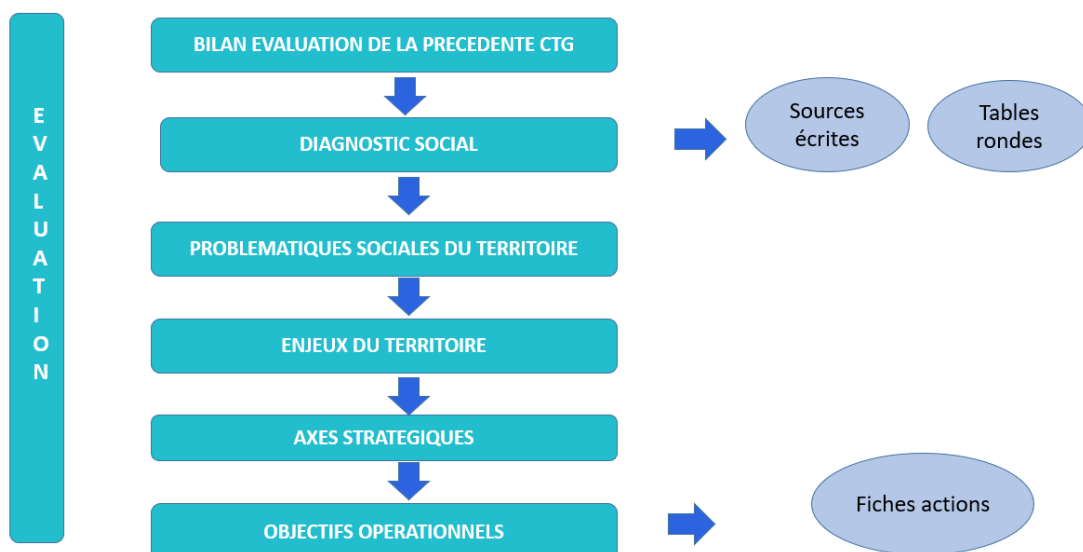 EVALUATION
BILAN EVALUATION DE LA PRECEDENTE CTG
DIAGNOSTIC SOCIAL
Sources
écrites
Tables
rondes
PROBLEMATIQUES SOCIALES DU TERRITOIRE
ENJEUX DU TERRITOIRE
AXES STRATEGIQUES
OBJECTIFS OPERATIONNELS
Fiches actions